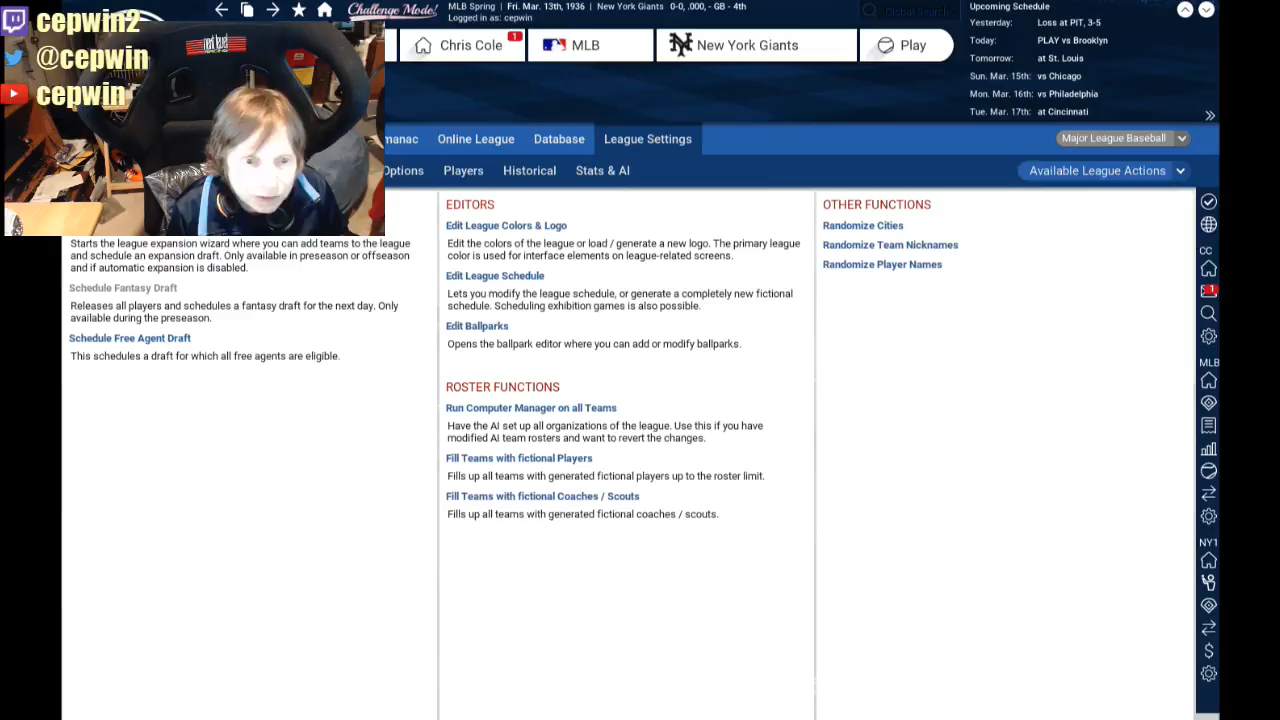 cepwin2
@cepwin
cepwin
Challenge Mode!
MLB Spring | Fri. Mar. 13th, 1936 | New York Giants 0-0, .000, - GB - 4th
Logged in as: cepwin
Global Search
Chris Cole
1
MLB
New York Giants
Play
Upcoming Schedule
Yesterday: Loss at PIT, 3-5
Today: PLAY vs Brooklyn
Tomorrow: at St. Louis
Sun. Mar. 15th: vs Chicago
Mon. Mar. 16th: vs Philadelphia
Tue. Mar. 17th: at Cincinnati
manac
Online League
Database
League Settings
Major League Baseball
Options
Players
Historical
Stats & AI
Available League Actions
Starts the league expansion wizard where you can add teams to the league
and schedule an expansion draft. Only available in preseason or offseason
and if automatic expansion is disabled.
Schedule Fantasy Draft
Releases all players and schedules a fantasy draft for the next day. Only
available during the preseason.
Schedule Free Agent Draft
This schedules a draft for which all free agents are eligible.
EDITORS
Edit League Colors & Logo
Edit the colors of the league or load / generate a new logo. The primary league
color is used for interface elements on league-related screens.
Edit League Schedule
Lets you modify the league schedule, or generate a completely new fictional
schedule. Scheduling exhibition games is also possible.
Edit Ballparks
Opens the ballpark editor where you can add or modify ballparks.
ROSTER FUNCTIONS
Run Computer Manager on all Teams
Have the AI set up all organizations of the league. Use this if you have
modified AI team rosters and want to revert the changes.
Fill Teams with fictional Players
Fills up all teams with generated fictional players up to the roster limit.
Fill Teams with fictional Coaches / Scouts
Fills up all teams with generated fictional coaches / scouts.
OTHER FUNCTIONS
Randomize Cities
Randomize Team Nicknames
Randomize Player Names
CC
1
MLB
NY1